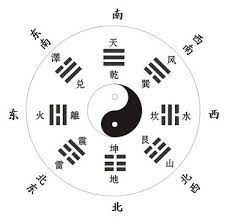 南
东南
西南
天
乾
澤 兑
风
巽
东 火 離
坎 水 西
震
雷
艮
山
坤
地
东北
西北
北